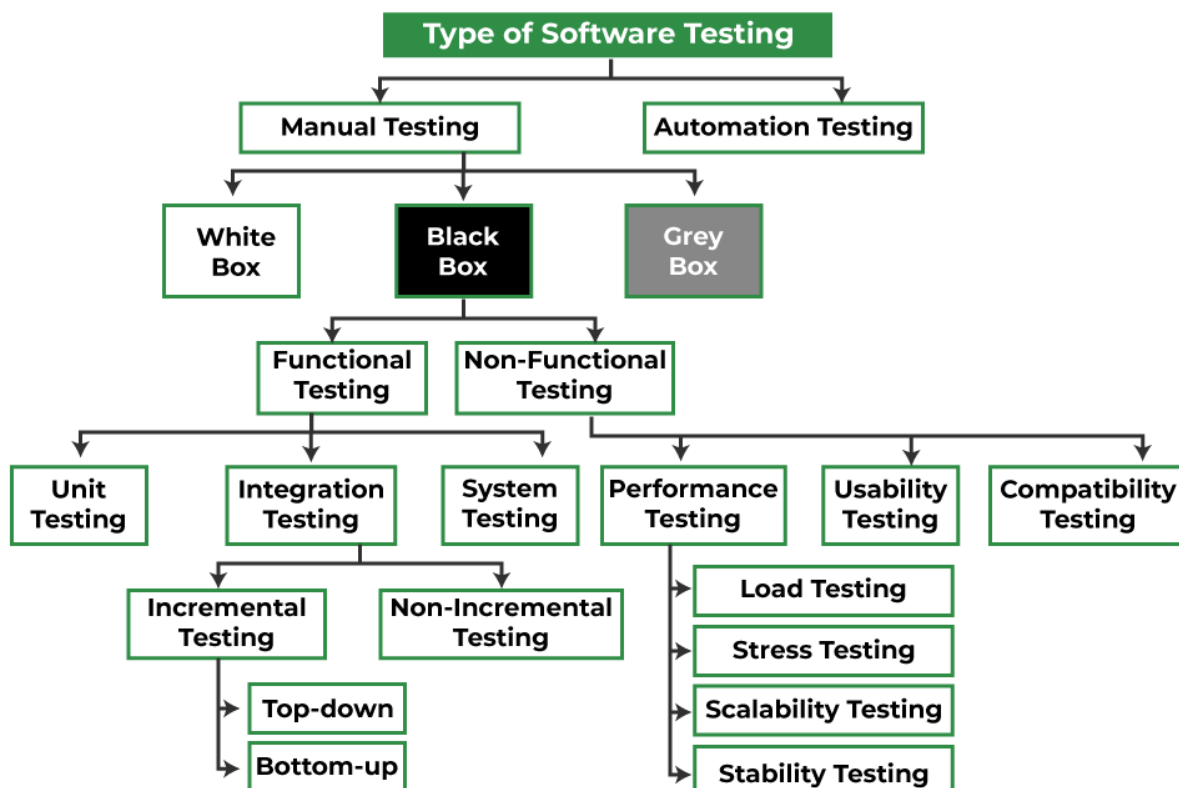 Type of Software Testing
Manual Testing
Automation Testing
White
Box
Black
Box
Grey
Box
Functional
Testing
Non-Functional
Testing
Unit
Testing
Integration
Testing
System
Testing
Performance
Testing
Usability
Testing
Compatibility
Testing
Incremental
Testing
Non-Incremental
Testing
Top-down
Bottom-up
Load Testing
Stress Testing
Scalability Testing
Stability Testing